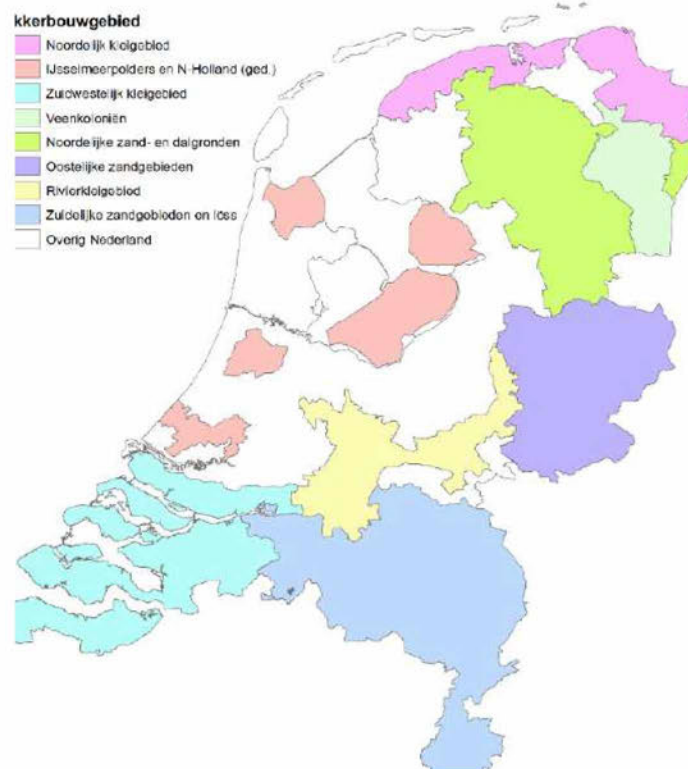 kkerbouwgebied
Noordelijk kleigebied
IJsselmeerpolders en N-Holland (ged.)
Zuidwestelijk kleigebied
Veenkoloniën
Noordelijke zand- en dalgronden
Oostelijke zandgebieden
Rivierkleigebied
Zuidelijke zandgebieden en löss
Overig Nederland